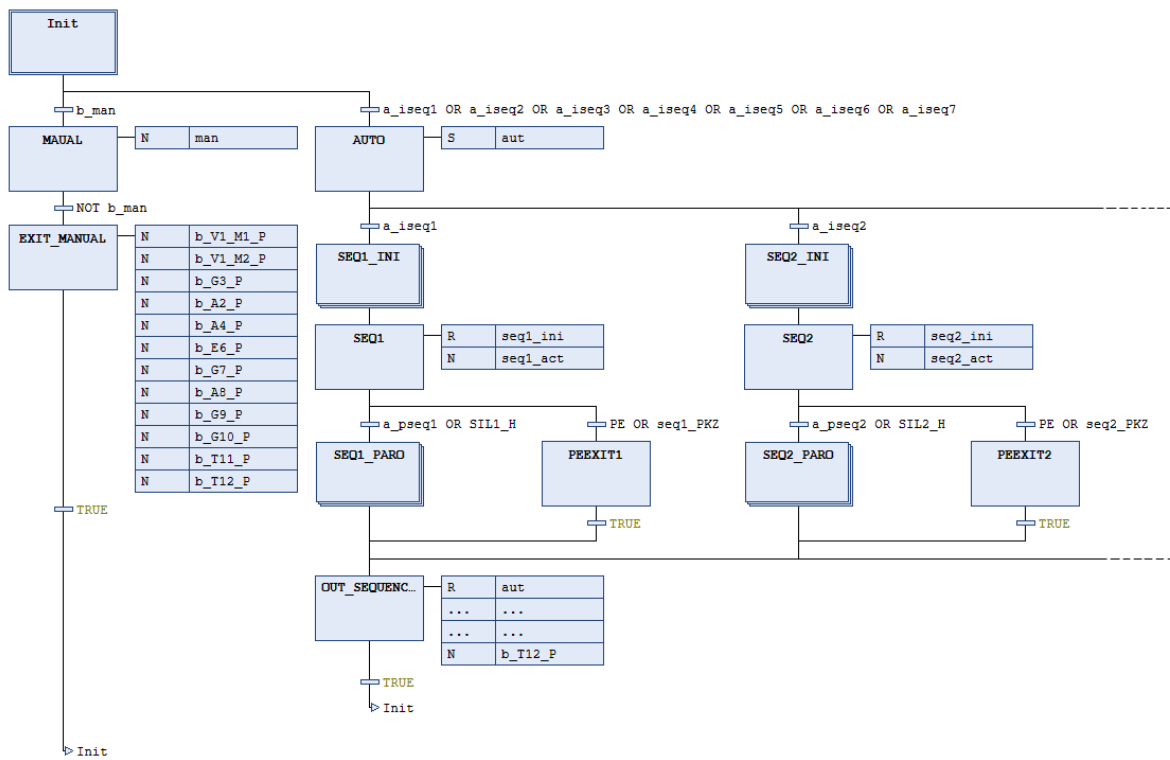 Init
b_man
a_iseq1 OR a_iseq2 OR a_iseq3 OR a_iseq4 OR a_iseq5 OR a_iseq6 OR a_iseq7
MAUAL
N man
AUTO
S aut
NOT b_man
EXIT_MANUAL
N b_V1_M1_P
N b_V1_M2_P
N b_G3_P
N b_A2_P
N b_A4_P
N b_E6_P
N b_G7_P
N b_A8_P
N b_G9_P
N b_G10_P
N b_T11_P
N b_T12_P
TRUE
Init
a_iseq1
SEQ1_INI
SEQ1
R seq1_ini
N seq1_act
a_pseq1 OR SIL1_H
PE OR seq1_PKZ
SEQ1_PARO
PEEXIT1
TRUE
a_iseq2
SEQ2_INI
SEQ2
R seq2_ini
N seq2_act
a_pseq2 OR SIL2_H
PE OR seq2_PKZ
SEQ2_PARO
PEEXIT2
TRUE
OUT_SEQUENC...
R aut
... ...
... ...
N b_T12_P
TRUE
Init